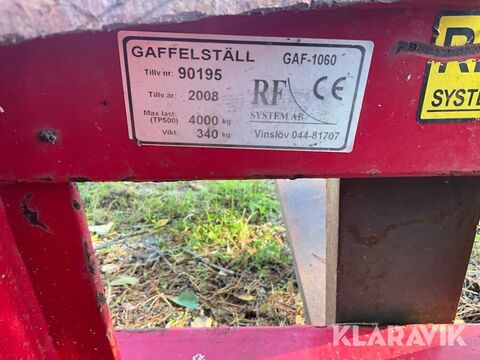 GAFFELSTÄLL GAF-1060
Tillv nr: 90195
Tillv.år: 2008
Max last: (TP500) 4000 kg
Vikt: 340 kg
RF CE
SYSTEM AB
Vinslöv 044-81707
SYSTE
KLARAVIK